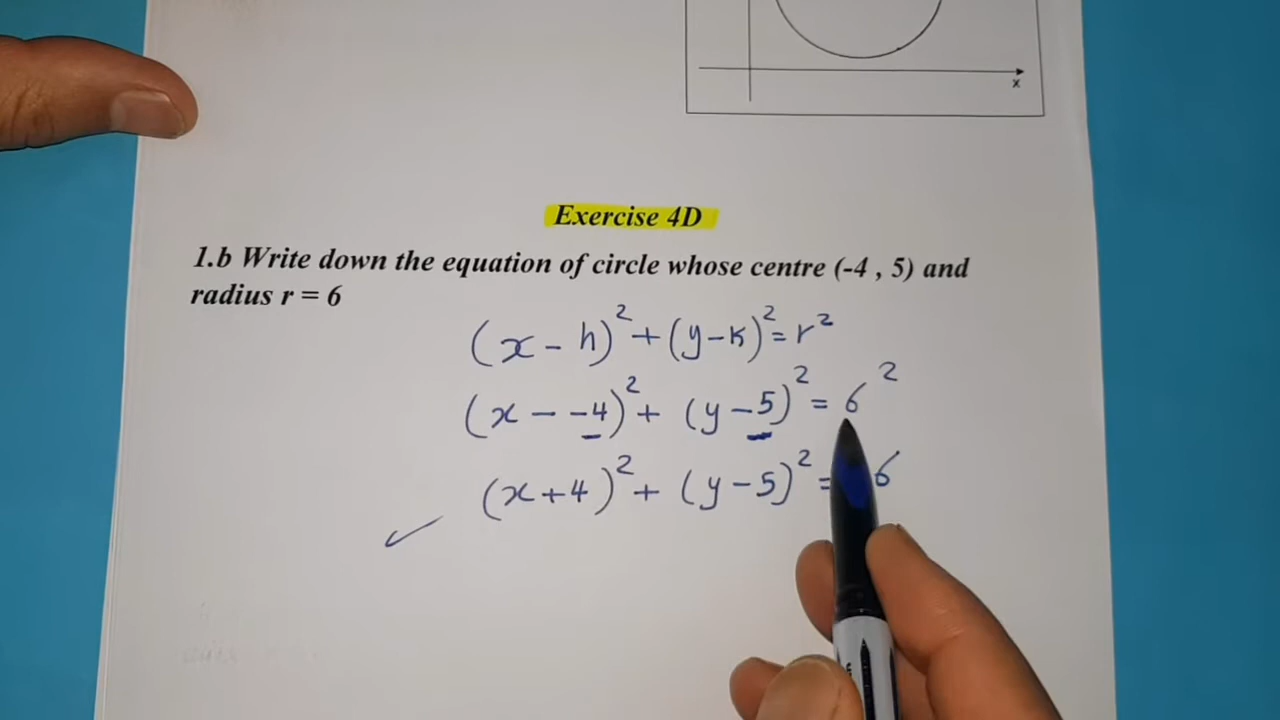 x
Exercise 4D
1.b Write down the equation of circle whose centre (-4 , 5) and
radius r = 6
(x - h)² + (y - k)² = r²
(x - -4)² + (y - 5)² = 6²
(x + 4)² + (y - 5)² = 6